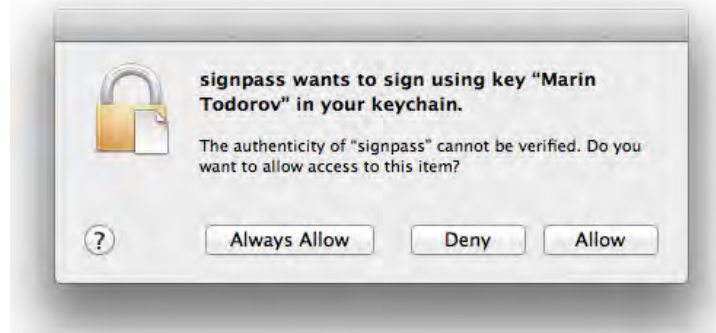 signpass wants to sign using key “Marin
Todorov” in your keychain.
The authenticity of “signpass” cannot be verified. Do you
want to allow access to this item?
?
Always Allow
Deny
Allow